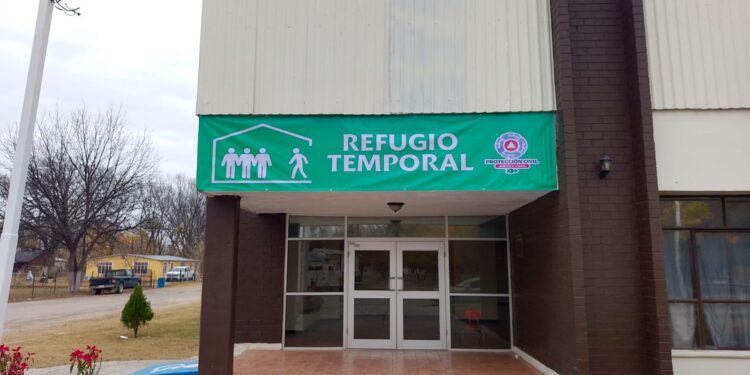 REFUGIO
TEMPORAL
PROTECCIÓN CIVIL